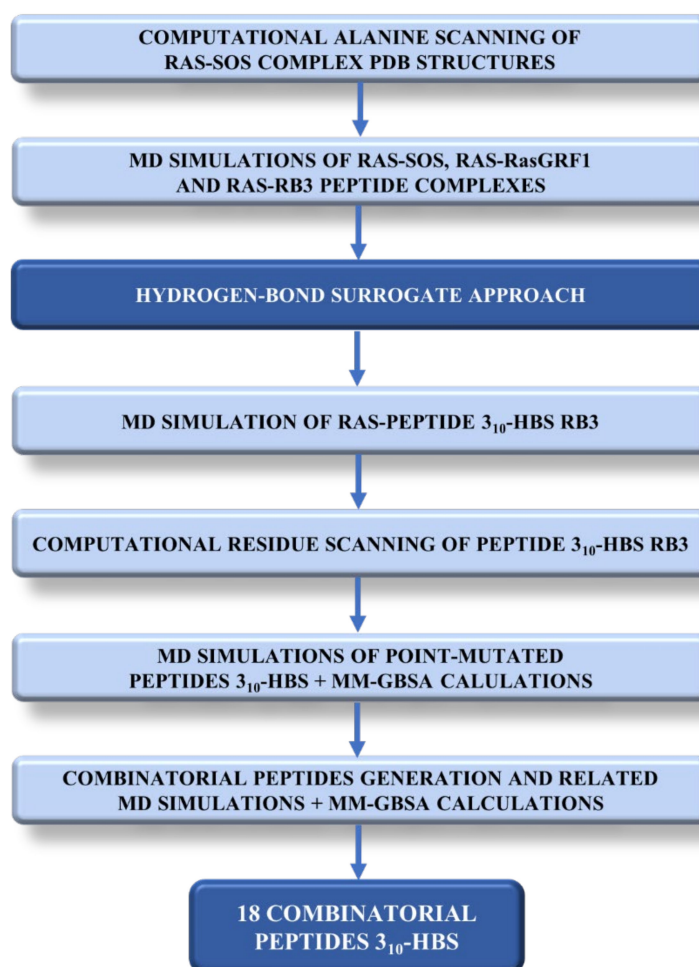 COMPUTATIONAL ALANINE SCANNING OF
RAS-SOS COMPLEX PDB STRUCTURES
MD SIMULATIONS OF RAS-SOS, RAS-RasGRF1
AND RAS-RB3 PEPTIDE COMPLEXES
HYDROGEN-BOND SURROGATE APPROACH
MD SIMULATION OF RAS-PEPTIDE 3₁₀-HBS RB3
COMPUTATIONAL RESIDUE SCANNING OF PEPTIDE 3₁₀-HBS RB3
MD SIMULATIONS OF POINT-MUTATED
PEPTIDES 3₁₀-HBS + MM-GBSA CALULATIONS
COMBINATORIAL PEPTIDES GENERATION AND RELATED
MD SIMULATIONS + MM-GBSA CALCULATIONS
18 COMBINATORIAL
PEPTIDES 3₁₀-HBS